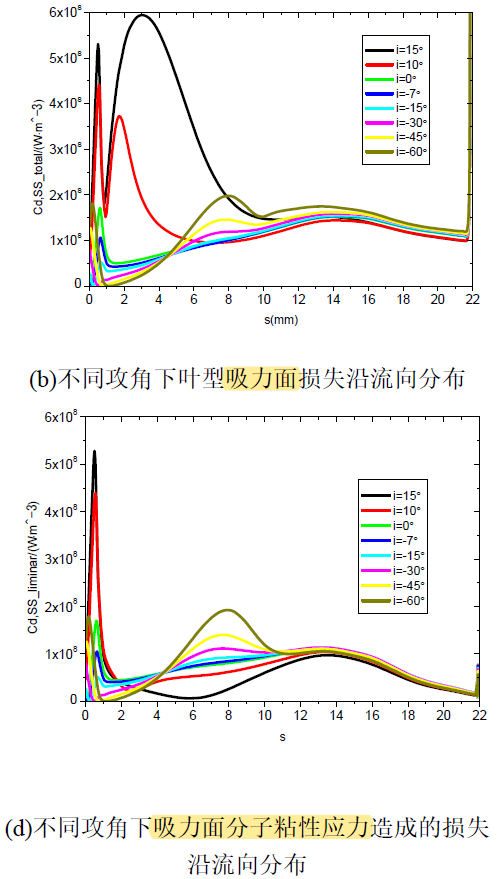 6x10⁸
5x10⁸
4x10⁸
3x10⁸
2x10⁸
1x10⁸
0
Cd,SS_total/(W·m^−3)
i=15°
i=10°
i=0°
i=-7°
i=-15°
i=-30°
i=-45°
i=-60°
0 2 4 6 8 10 12 14 16 18 20 22
s(mm)
(b)不同攻角下叶型吸力面损失沿流向分布
6x10⁸
5x10⁸
4x10⁸
3x10⁸
2x10⁸
1x10⁸
0
Cd,SS_liminar/(W·m^−3)
i=15°
i=10°
i=0°
i=-7°
i=-15°
i=-30°
i=-45°
i=-60°
0 2 4 6 8 10 12 14 16 18 20 22
s
(d)不同攻角下吸力面分子粘性应力造成的损失
沿流向分布